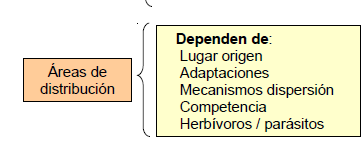 Áreas de
distribución
Dependen de:
Lugar origen
Adaptaciones
Mecanismos dispersión
Competencia
Herbívoros / parásitos